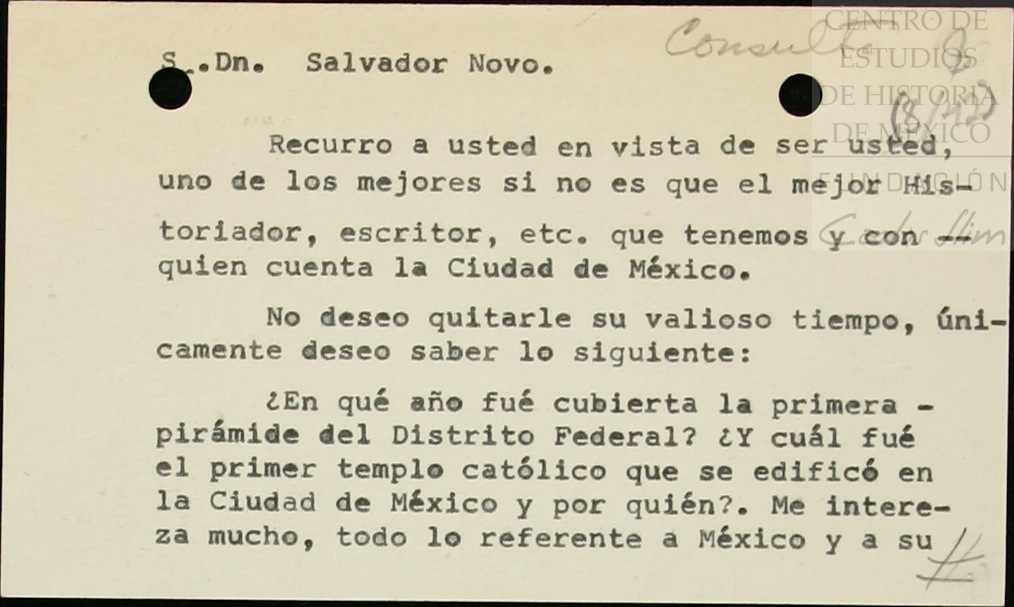 Consulta
CENTRO DE
ESTUDIOS
DE HISTORIA
DE MÉXICO
FUNDACIÓN
Carlos Slim
S..Dn. Salvador Novo.
Recurro a usted en vista de ser usted,
uno de los mejores si no es que el mejor His-
toriador, escritor, etc. que tenemos y con --
quien cuenta la Ciudad de México.
No deseo quitarle su valioso tiempo, úni-
camente deseo saber lo siguiente:
¿En qué año fué cubierta la primera -
pirámide del Distrito Federal? ¿Y cuál fué
el primer templo católico que se edificó en
la Ciudad de México y por quién?. Me intere-
za mucho, todo lo referente a México y a su